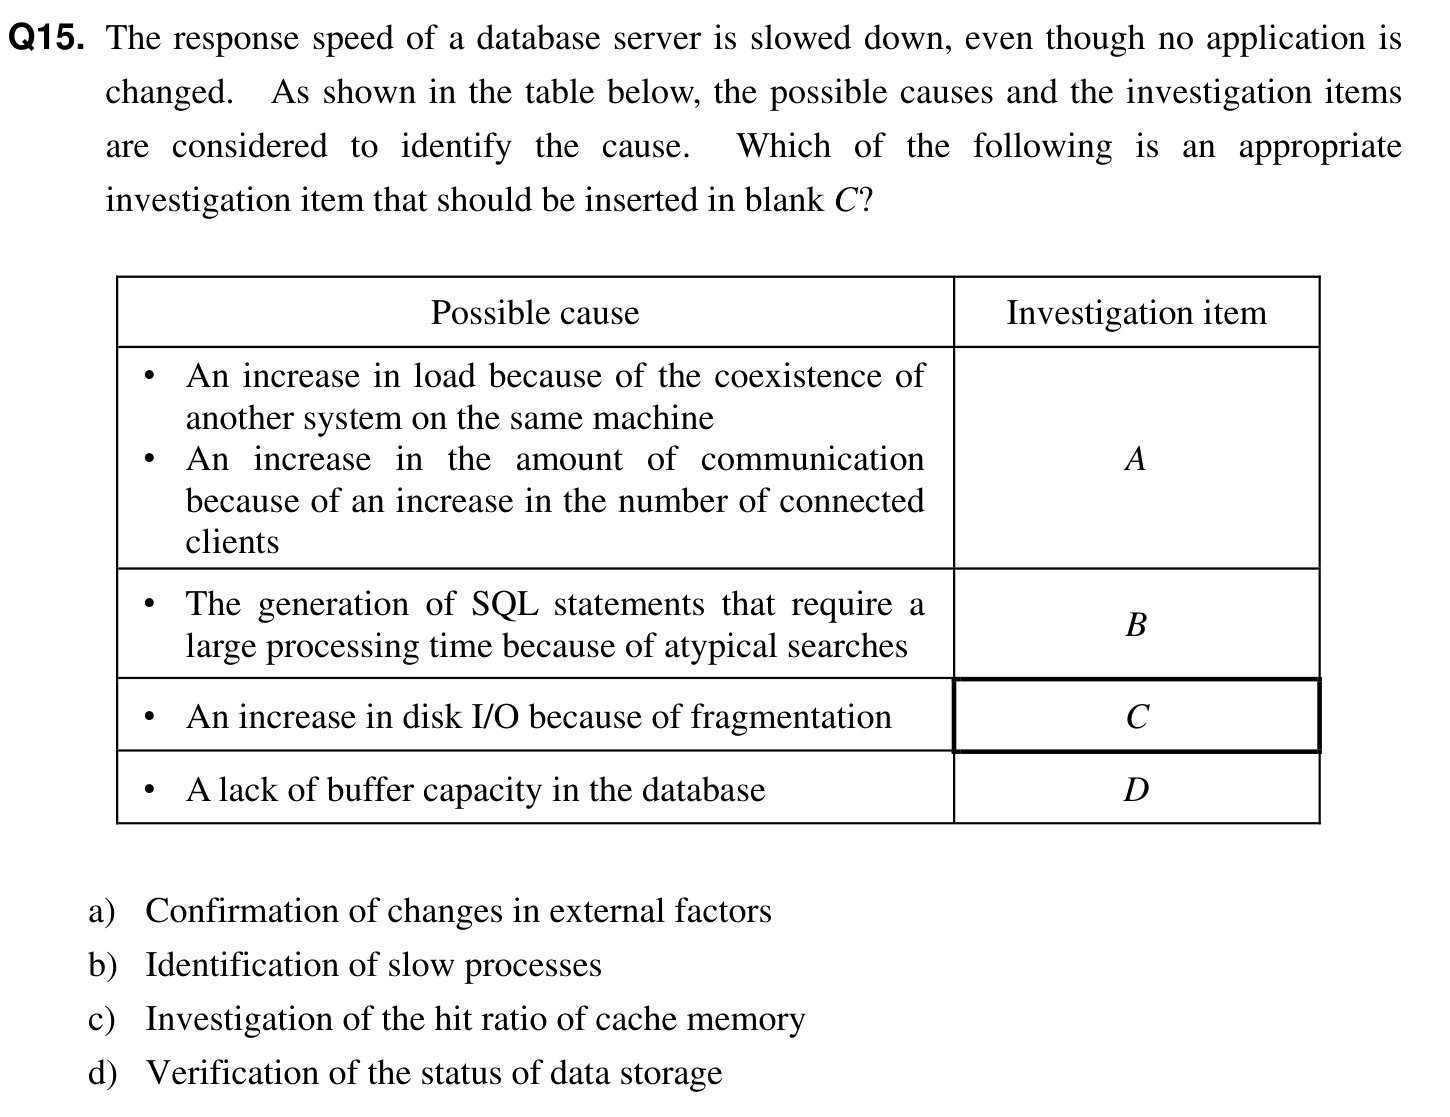 Q15. The response speed of a database server is slowed down, even though no application is
changed. As shown in the table below, the possible causes and the investigation items
are considered to identify the cause. Which of the following is an appropriate
investigation item that should be inserted in blank C?
Possible cause
Investigation item
• An increase in load because of the coexistence of
another system on the same machine
• An increase in the amount of communication
because of an increase in the number of connected
clients
A
• The generation of SQL statements that require a
large processing time because of atypical searches
B
• An increase in disk I/O because of fragmentation
C
• A lack of buffer capacity in the database
D
a) Confirmation of changes in external factors
b) Identification of slow processes
c) Investigation of the hit ratio of cache memory
d) Verification of the status of data storage